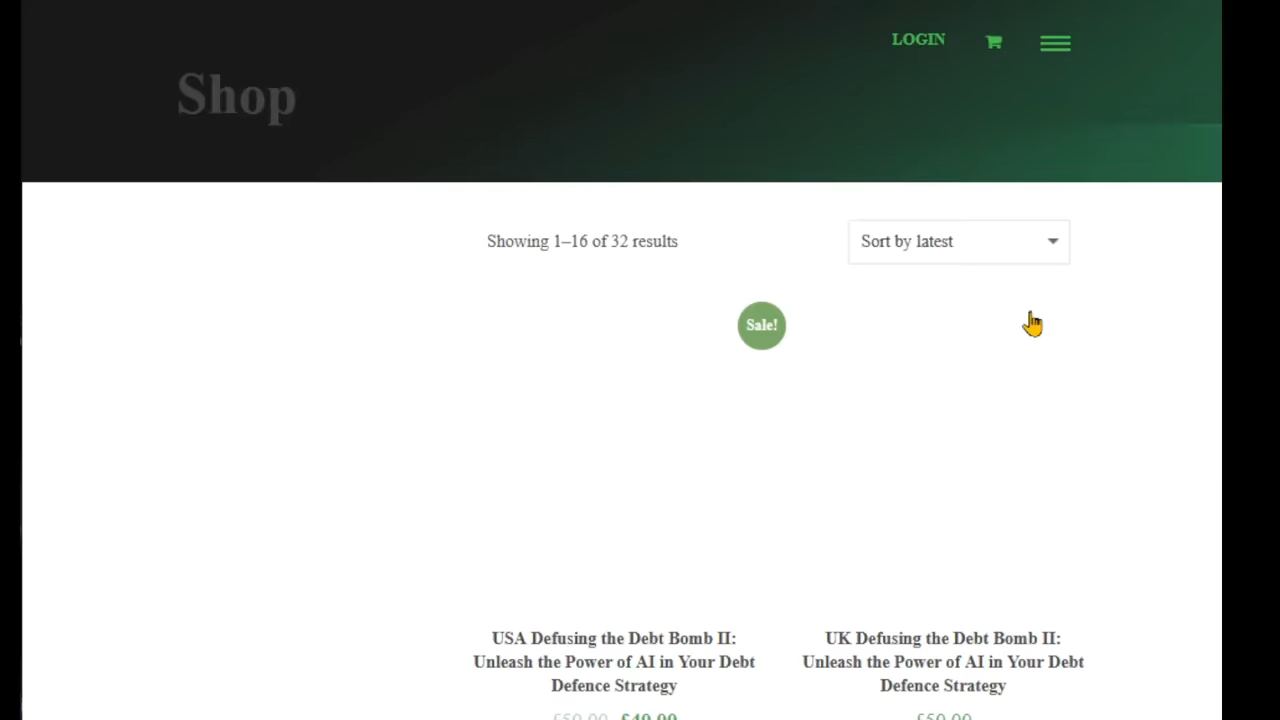 LOGIN
Shop
Showing 1–16 of 32 results
Sort by latest
Sale!
USA Defusing the Debt Bomb II:
Unleash the Power of AI in Your Debt
Defence Strategy
UK Defusing the Debt Bomb II:
Unleash the Power of AI in Your Debt
Defence Strategy